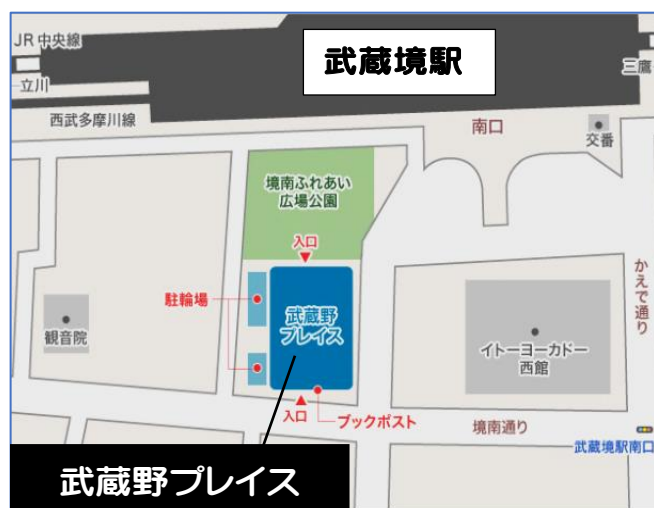 JR 中央線
武蔵境駅
立川
三鷹
西武多摩川線
南口
交番
境南ふれあい
広場公園
入口
かえで通り
駐輪場
武蔵野
プレイス
観音院
イトーヨーカドー
西館
入口
ブックポスト
境南通り
武蔵境駅南口
武蔵野プレイス